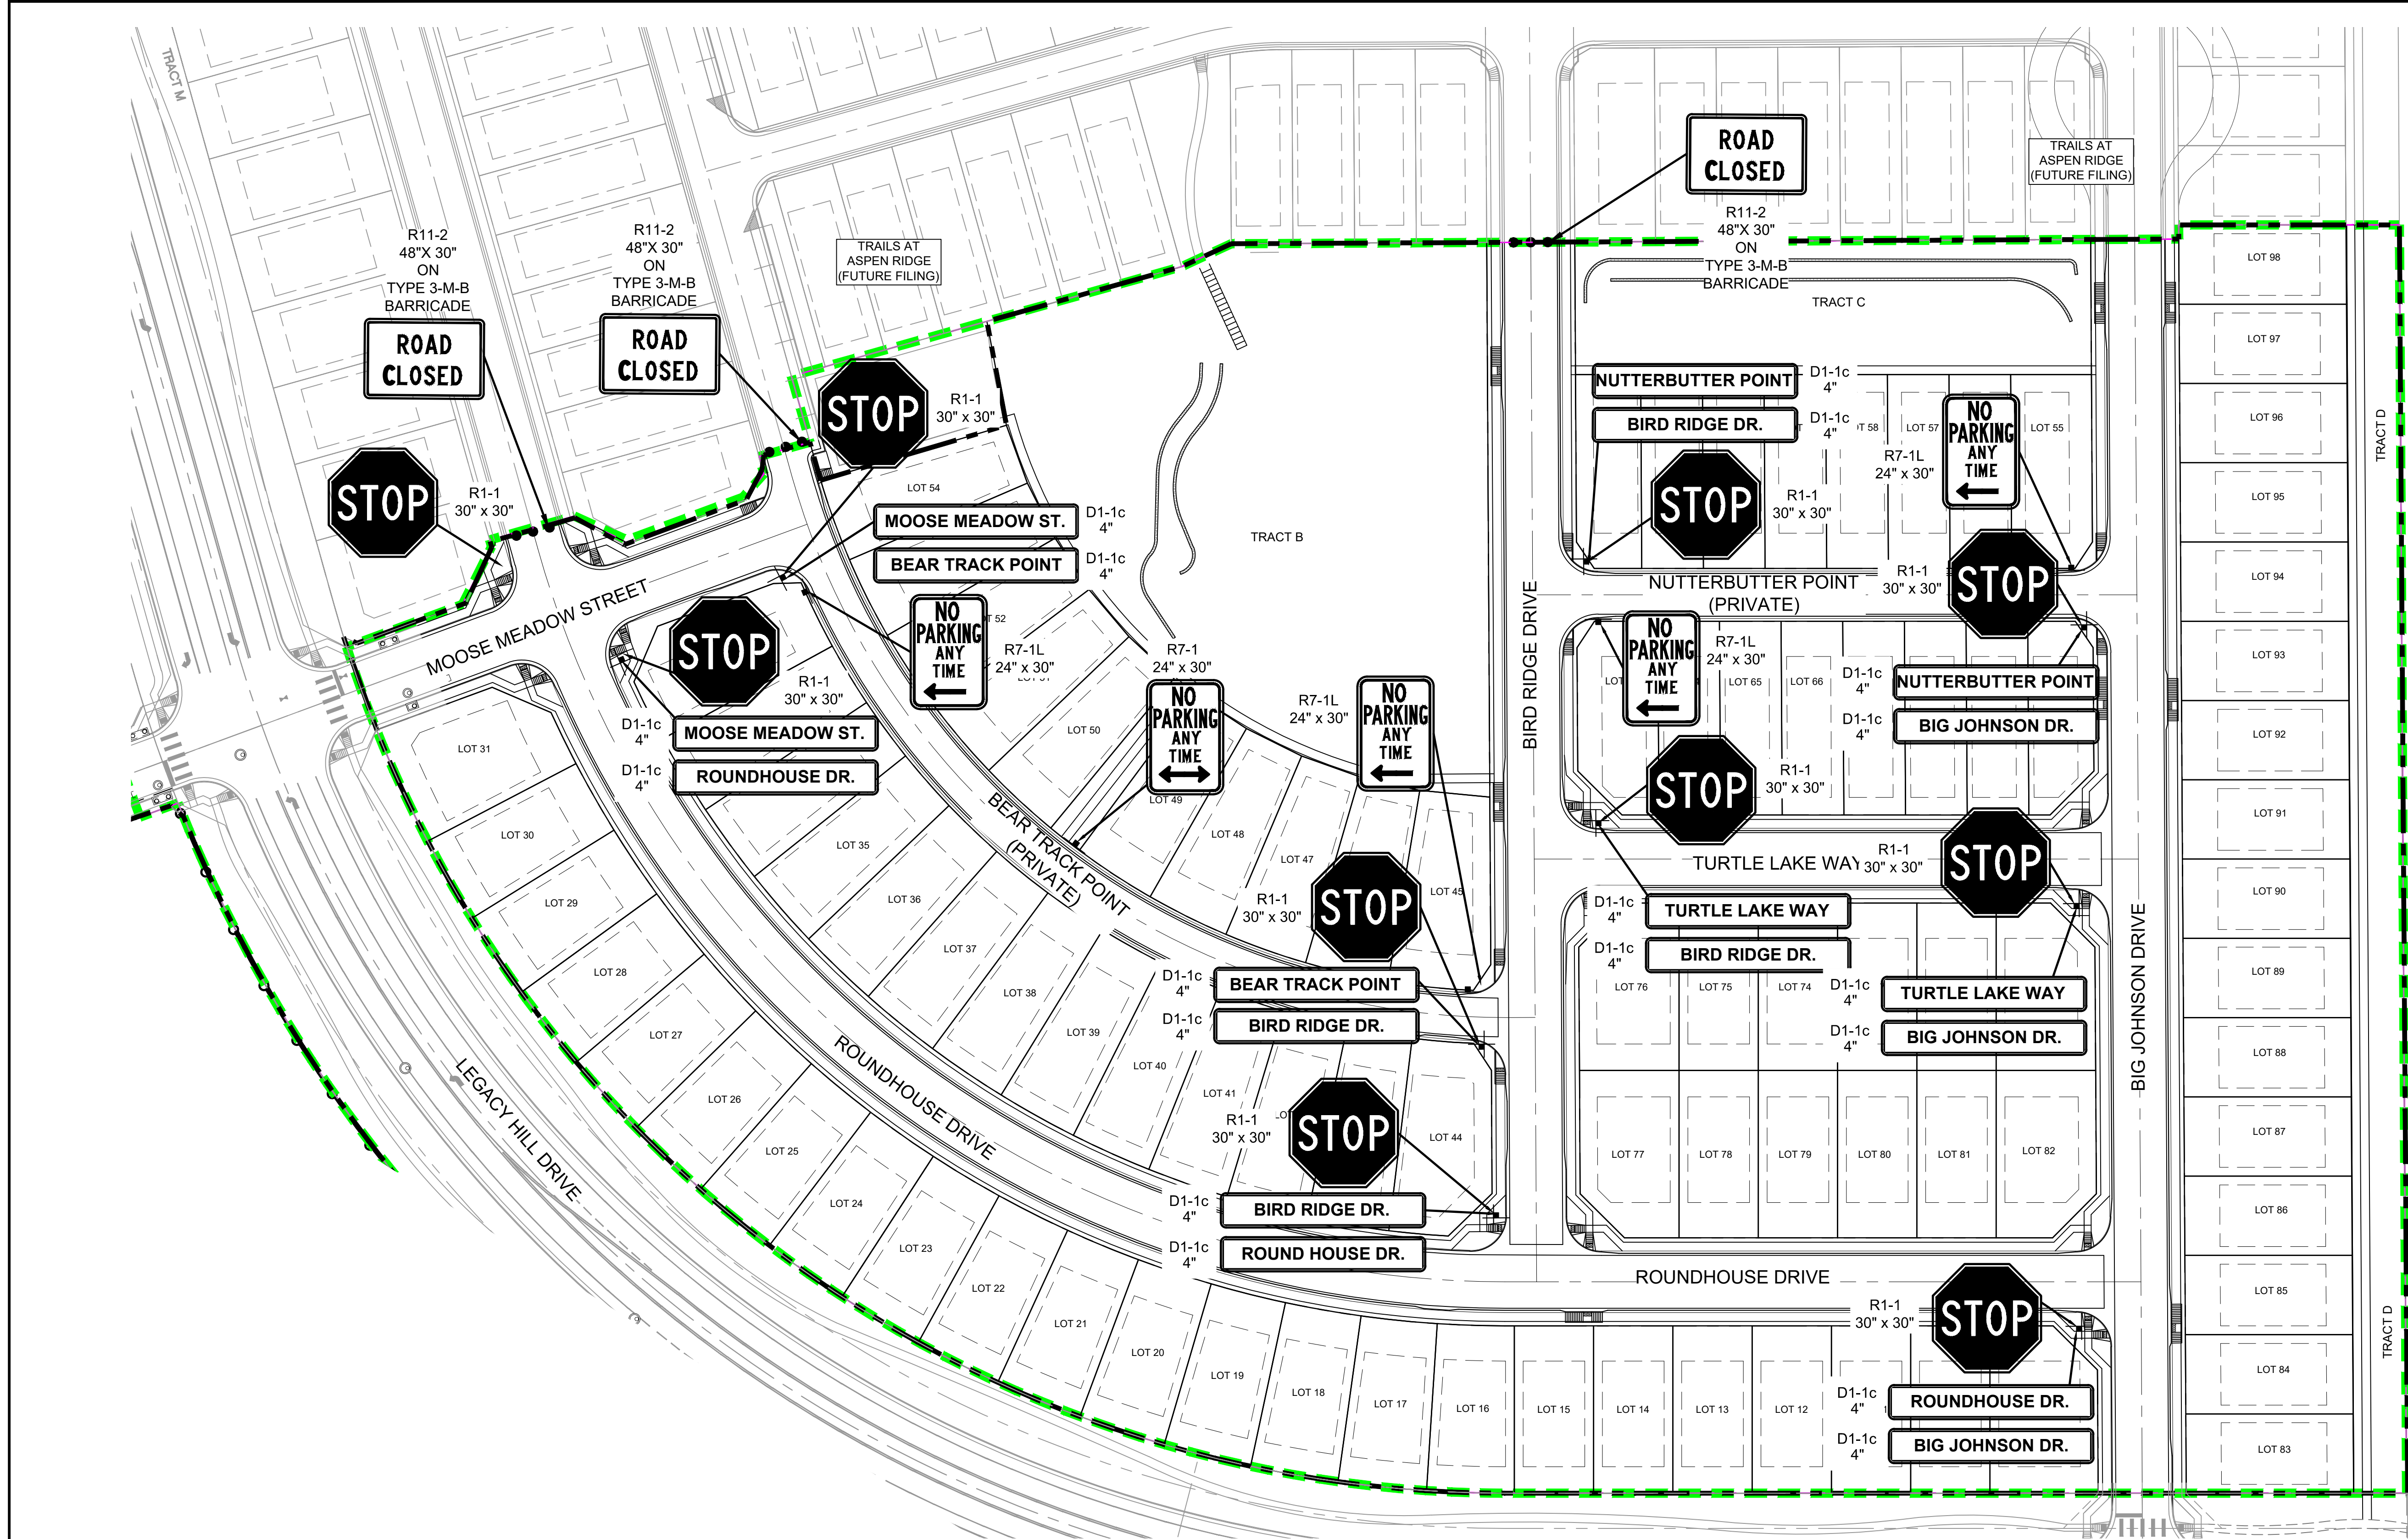 TRACT M
ROAD
CLOSED
R11-2
48"X 30"
ON
TYPE 3-M-B
BARRICADE
TRAILS AT
ASPEN RIDGE
(FUTURE FILING)
R11-2
48"X 30"
ON
TYPE 3-M-B
BARRICADE
ROAD
CLOSED
R11-2
48"X 30"
ON
TYPE 3-M-B
BARRICADE
ROAD
CLOSED
TRAILS AT
ASPEN RIDGE
(FUTURE FILING)
TRACT C
STOP
R1-1
30" x 30"
STOP
R1-1
30" x 30"
LOT 54
MOOSE MEADOW ST.
D1-1c
4"
BEAR TRACK POINT
D1-1c
4"
NUTTERBUTTER POINT
D1-1c
4"
BIRD RIDGE DR.
D1-1c
4"
STOP
R1-1
30" x 30"
LOT 57
LOT 55
NO
PARKING
ANY
TIME
R7-1L
24" x 30"
TRACT B
MOOSE MEADOW STREET
STOP
R1-1
30" x 30"
D1-1c
4"
MOOSE MEADOW ST.
D1-1c
4"
ROUNDHOUSE DR.
NO
PARKING
ANY
TIME
R7-1L
24" x 30"
R7-1
24" x 30"
NO
PARKING
ANY
TIME
R7-1L
24" x 30"
NO
PARKING
ANY
TIME
BIRD RIDGE DRIVE
NUTTERBUTTER POINT
(PRIVATE)
R1-1
30" x 30"
STOP
NO
PARKING
ANY
TIME
R7-1L
24" x 30"
LOT 65
LOT 66
D1-1c
4"
NUTTERBUTTER POINT
D1-1c
4"
BIG JOHNSON DR.
STOP
R1-1
30" x 30"
TURTLE LAKE WAY
R1-1
30" x 30"
STOP
D1-1c
4"
TURTLE LAKE WAY
D1-1c
4"
BIRD RIDGE DR.
D1-1c
4"
TURTLE LAKE WAY
D1-1c
4"
BIG JOHNSON DR.
LOT 76
LOT 75
LOT 74
LOT 77
LOT 78
LOT 79
LOT 80
LOT 81
LOT 82
BIG JOHNSON DRIVE
LOT 50
LOT 49
LOT 48
LOT 47
LOT 45
BEAR TRACK POINT
(PRIVATE)
R1-1
30" x 30"
STOP
D1-1c
4"
BEAR TRACK POINT
D1-1c
4"
BIRD RIDGE DR.
LOT 35
LOT 36
LOT 37
LOT 38
LOT 39
LOT 40
LOT 41
LOT 44
R1-1
30" x 30"
STOP
D1-1c
4"
BIRD RIDGE DR.
D1-1c
4"
ROUND HOUSE DR.
ROUNDHOUSE DRIVE
ROUNDHOUSE DRIVE
LEGACY HILL DRIVE
LOT 31
LOT 30
LOT 29
LOT 28
LOT 27
LOT 26
LOT 25
LOT 24
LOT 23
LOT 22
LOT 21
LOT 20
LOT 19
LOT 18
LOT 17
LOT 16
LOT 15
LOT 14
LOT 13
LOT 12
R1-1
30" x 30"
STOP
D1-1c
4"
ROUNDHOUSE DR.
D1-1c
4"
BIG JOHNSON DR.
LOT 98
LOT 97
LOT 96
LOT 95
LOT 94
LOT 93
LOT 92
LOT 91
LOT 90
LOT 89
LOT 88
LOT 87
LOT 86
LOT 85
LOT 84
LOT 83
TRACT D
TRACT D